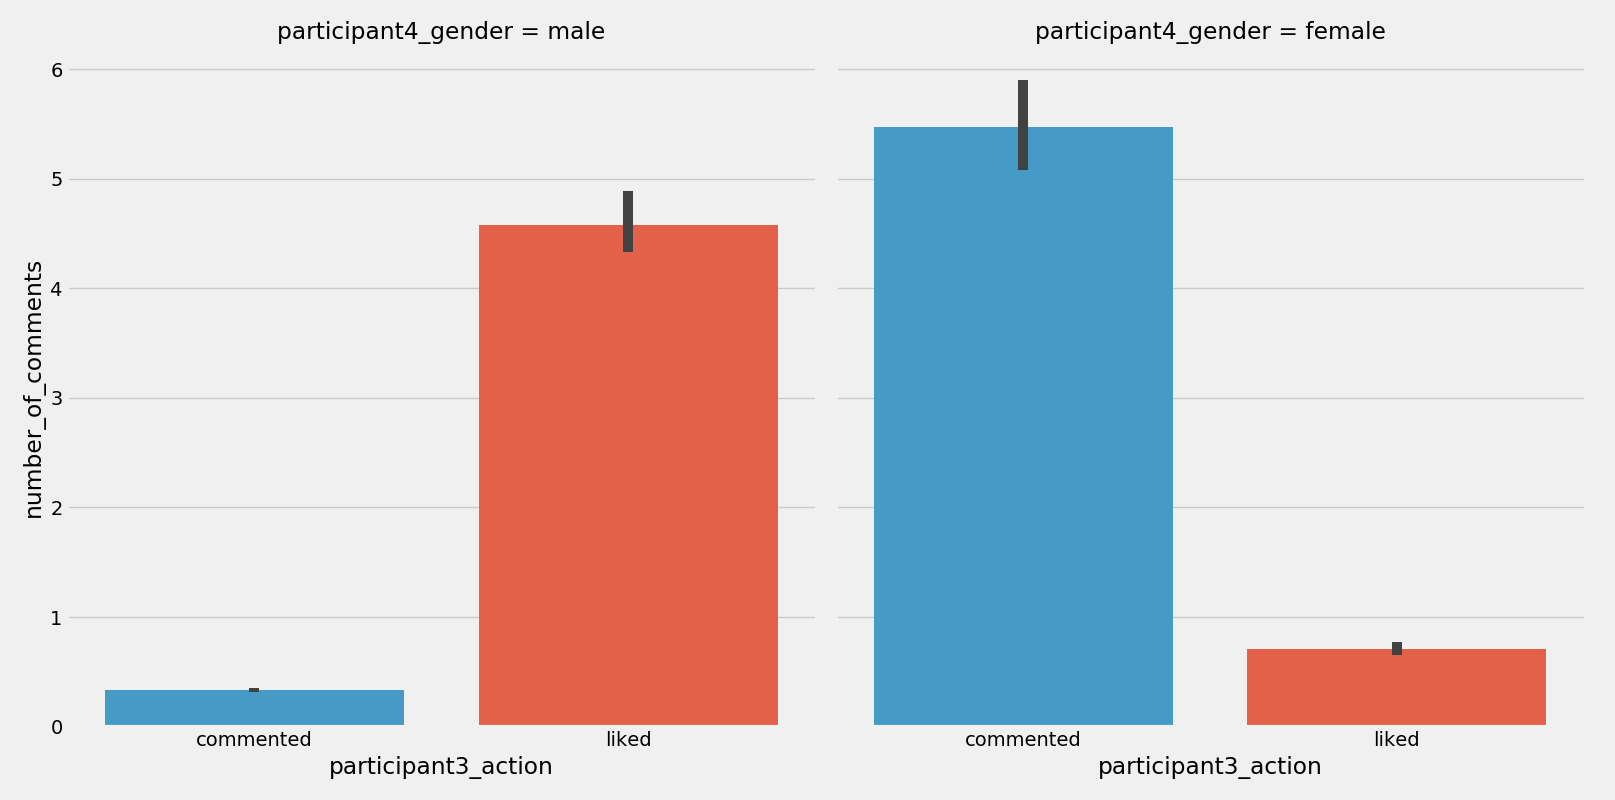 participant4_gender = male
participant4_gender = female
number_of_comments
6
5
4
3
2
1
0
commented
liked
commented
liked
participant3_action
participant3_action